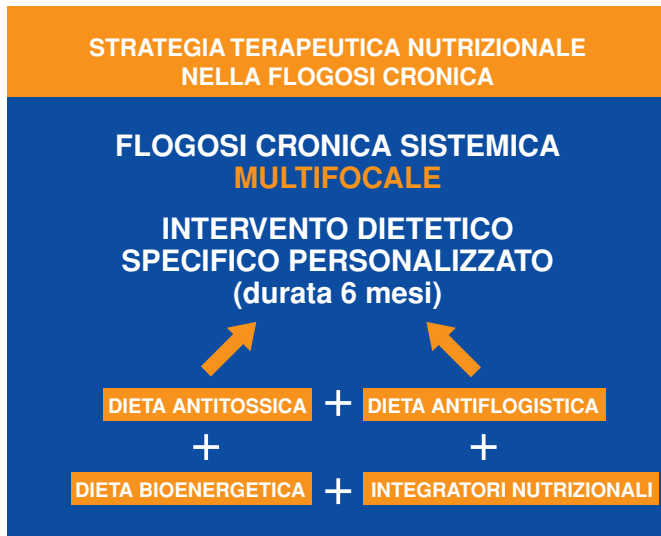 STRATEGIA TERAPEUTICA NUTRIZIONALE
NELLA FLOGOSI CRONICA
FLOGOSI CRONICA SISTEMICA
MULTIFOCALE
INTERVENTO DIETETICO
SPECIFICO PERSONALIZZATO
(durata 6 mesi)
DIETA ANTITOSSICA + DIETA ANTIFLOGISTICA
+ +
DIETA BIOENERGETICA + INTEGRATORI NUTRIZIONALI